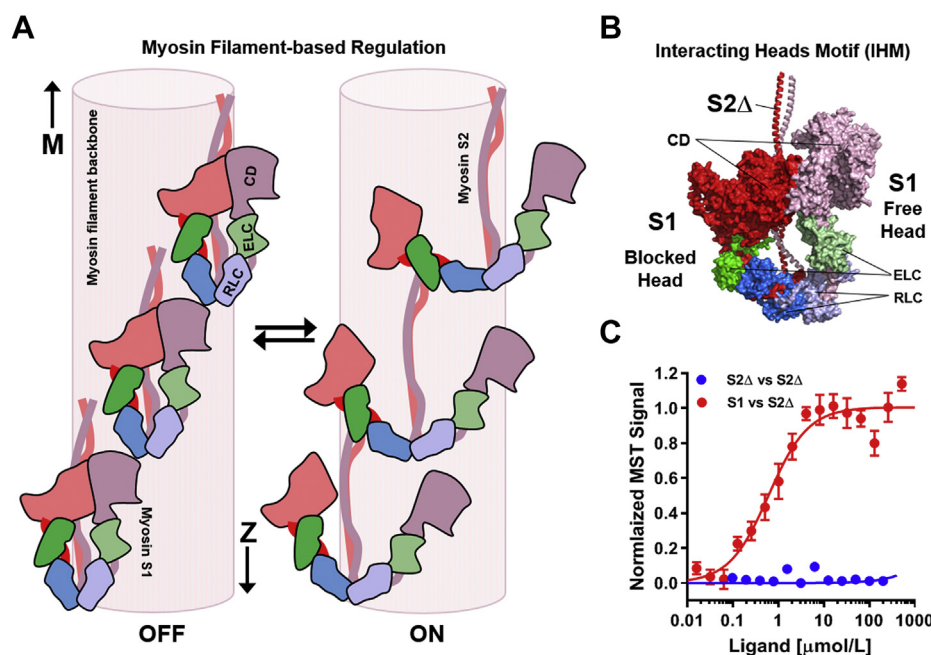 A
Myosin Filament-based Regulation
M
Myosin filament backbone
CD
ELC
RLC
Myosin S1
Z
OFF
Myosin S2
ON
B
Interacting Heads Motif (IHM)
S2Δ
CD
S1
Blocked
Head
S1
Free
Head
ELC
RLC
C
S2Δ vs S2Δ
S1 vs S2Δ
Normlaized MST Signal
1.2
1.0
0.8
0.6
0.4
0.2
0.0
0.01 0.1 1 10 100 1000
Ligand [μmol/L]